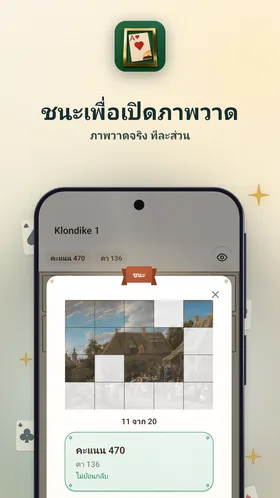 A
ชนะเพื่อเปิดภาพวาด
ภาพวาดจริง ทีละส่วน
Klondike 1
คะแนน 470
ตา 136
ชนะ
11 จาก 20
คะแนน 470
ตา 136
ไม่ย้อนกลับ